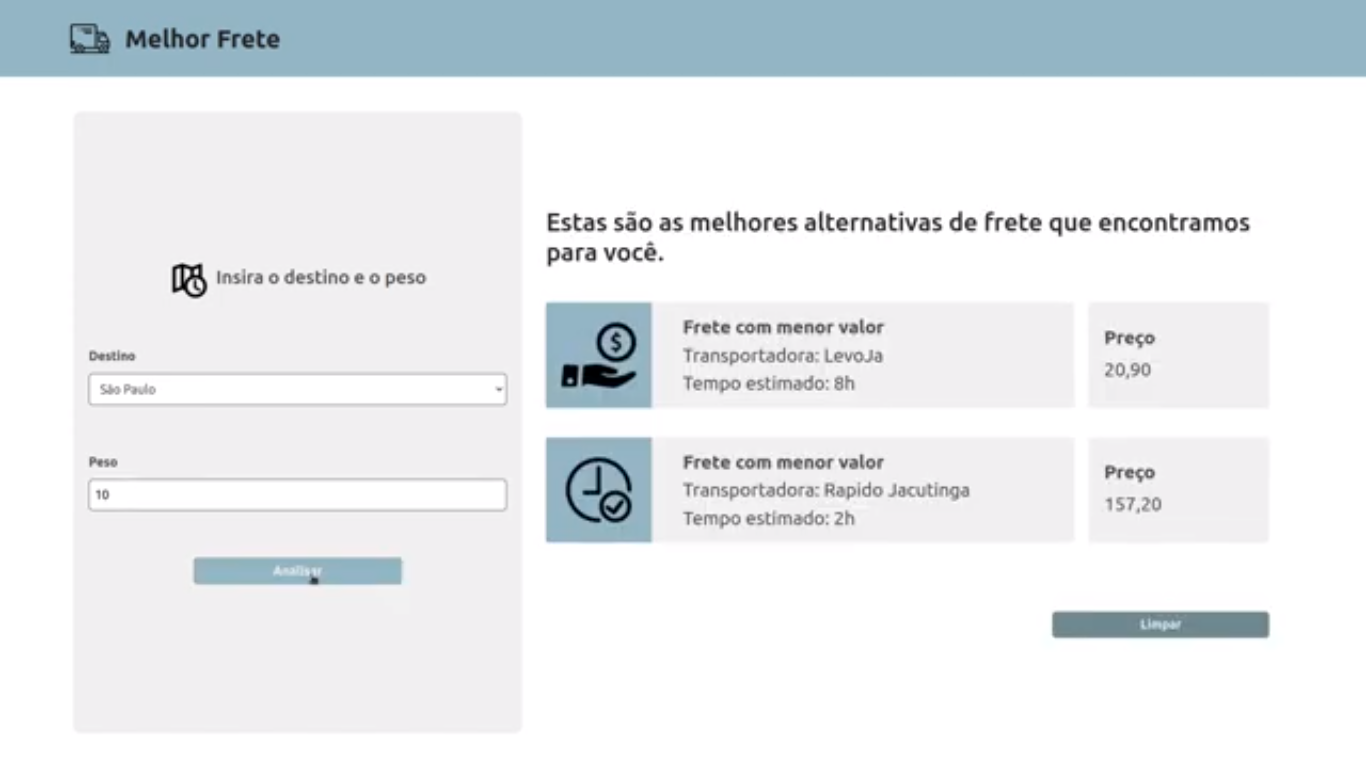 Melhor Frete
Insira o destino e o peso
Destino
São Paulo
Peso
10
Analisar
Estas são as melhores alternativas de frete que encontramos
para você.
$
Frete com menor valor
Transportadora: LevoJa
Tempo estimado: 8h
Preço
20,90
Frete com menor valor
Transportadora: Rapido Jacutinga
Tempo estimado: 2h
Preço
157,20
Limpar